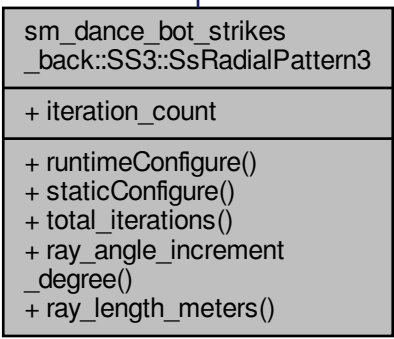 sm_dance_bot_strikes
_back::SS3::SsRadialPattern3
+ iteration_count
+ runtimeConfigure()
+ staticConfigure()
+ total_iterations()
+ ray_angle_increment
_degree()
+ ray_length_meters()